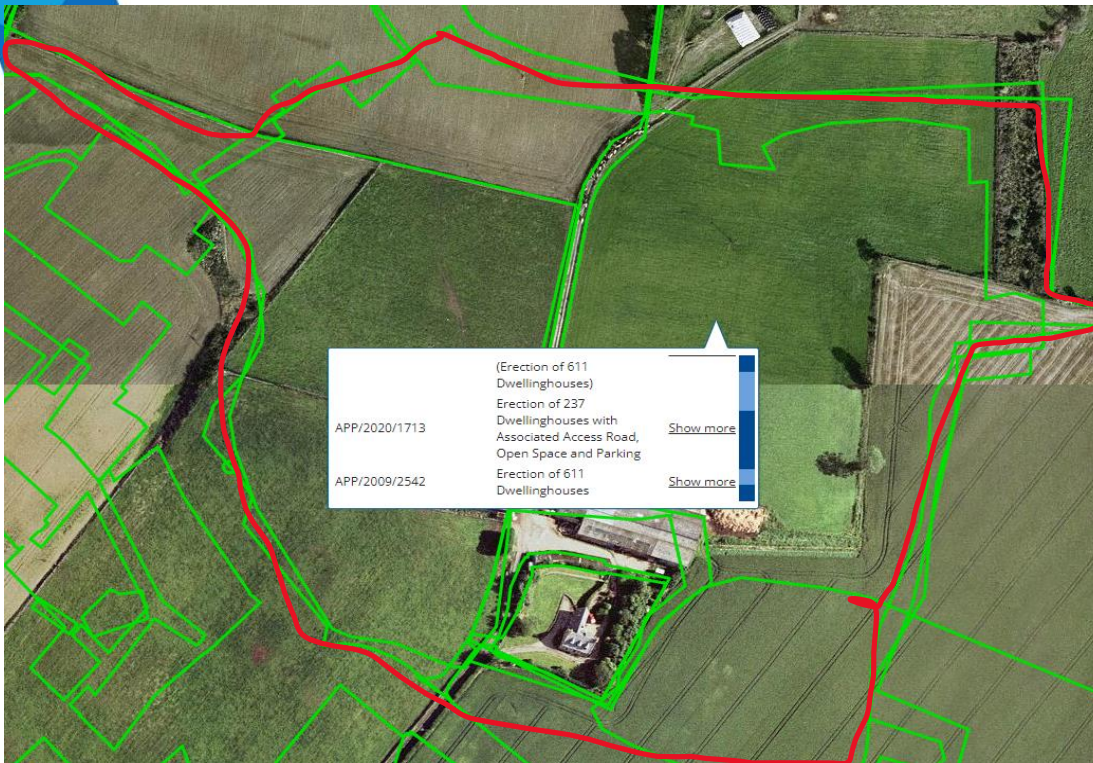 (Erection of 611
Dwellinghouses)
APP/2020/1713
Erection of 237
Dwellinghouses with
Associated Access Road,
Open Space and Parking
Show more
APP/2009/2542
Erection of 611
Dwellinghouses
Show more